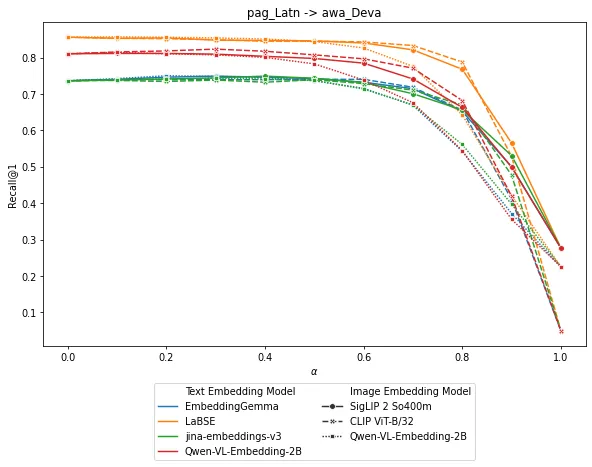 pag_Latn -> awa_Deva
Recall@1
0.8
0.7
0.6
0.5
0.4
0.3
0.2
0.1
0.0 0.2 0.4 0.6 0.8 1.0
α
Text Embedding Model
EmbeddingGemma
LaBSE
jina-embeddings-v3
Qwen-VL-Embedding-2B
Image Embedding Model
SigLIP 2 So400m
CLIP ViT-B/32
Qwen-VL-Embedding-2B